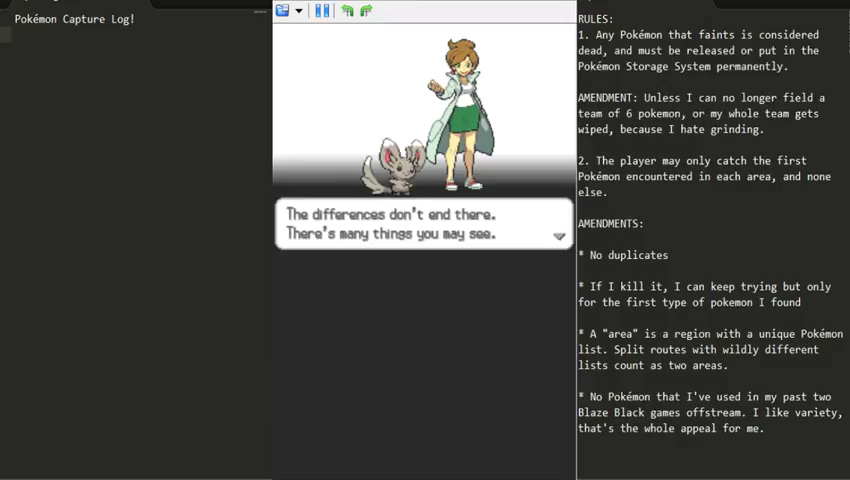 Pokémon Capture Log!
The differences don't end there.
There's many things you may see.
RULES:
1. Any Pokémon that faints is considered
dead, and must be released or put in the
Pokémon Storage System permanently.
AMENDMENT: Unless I can no longer field a
team of 6 pokemon, or my whole team gets
wiped, because I hate grinding.
2. The player may only catch the first
Pokémon encountered in each area, and none
else.
AMENDMENTS:
* No duplicates
* If I kill it, I can keep trying but only
for the first type of pokemon I found
* A "area" is a region with a unique Pokémon
list. Split routes with wildly different
lists count as two areas.
* No Pokémon that I've used in my past two
Blaze Black games offstream. I like variety,
that's the whole appeal for me.